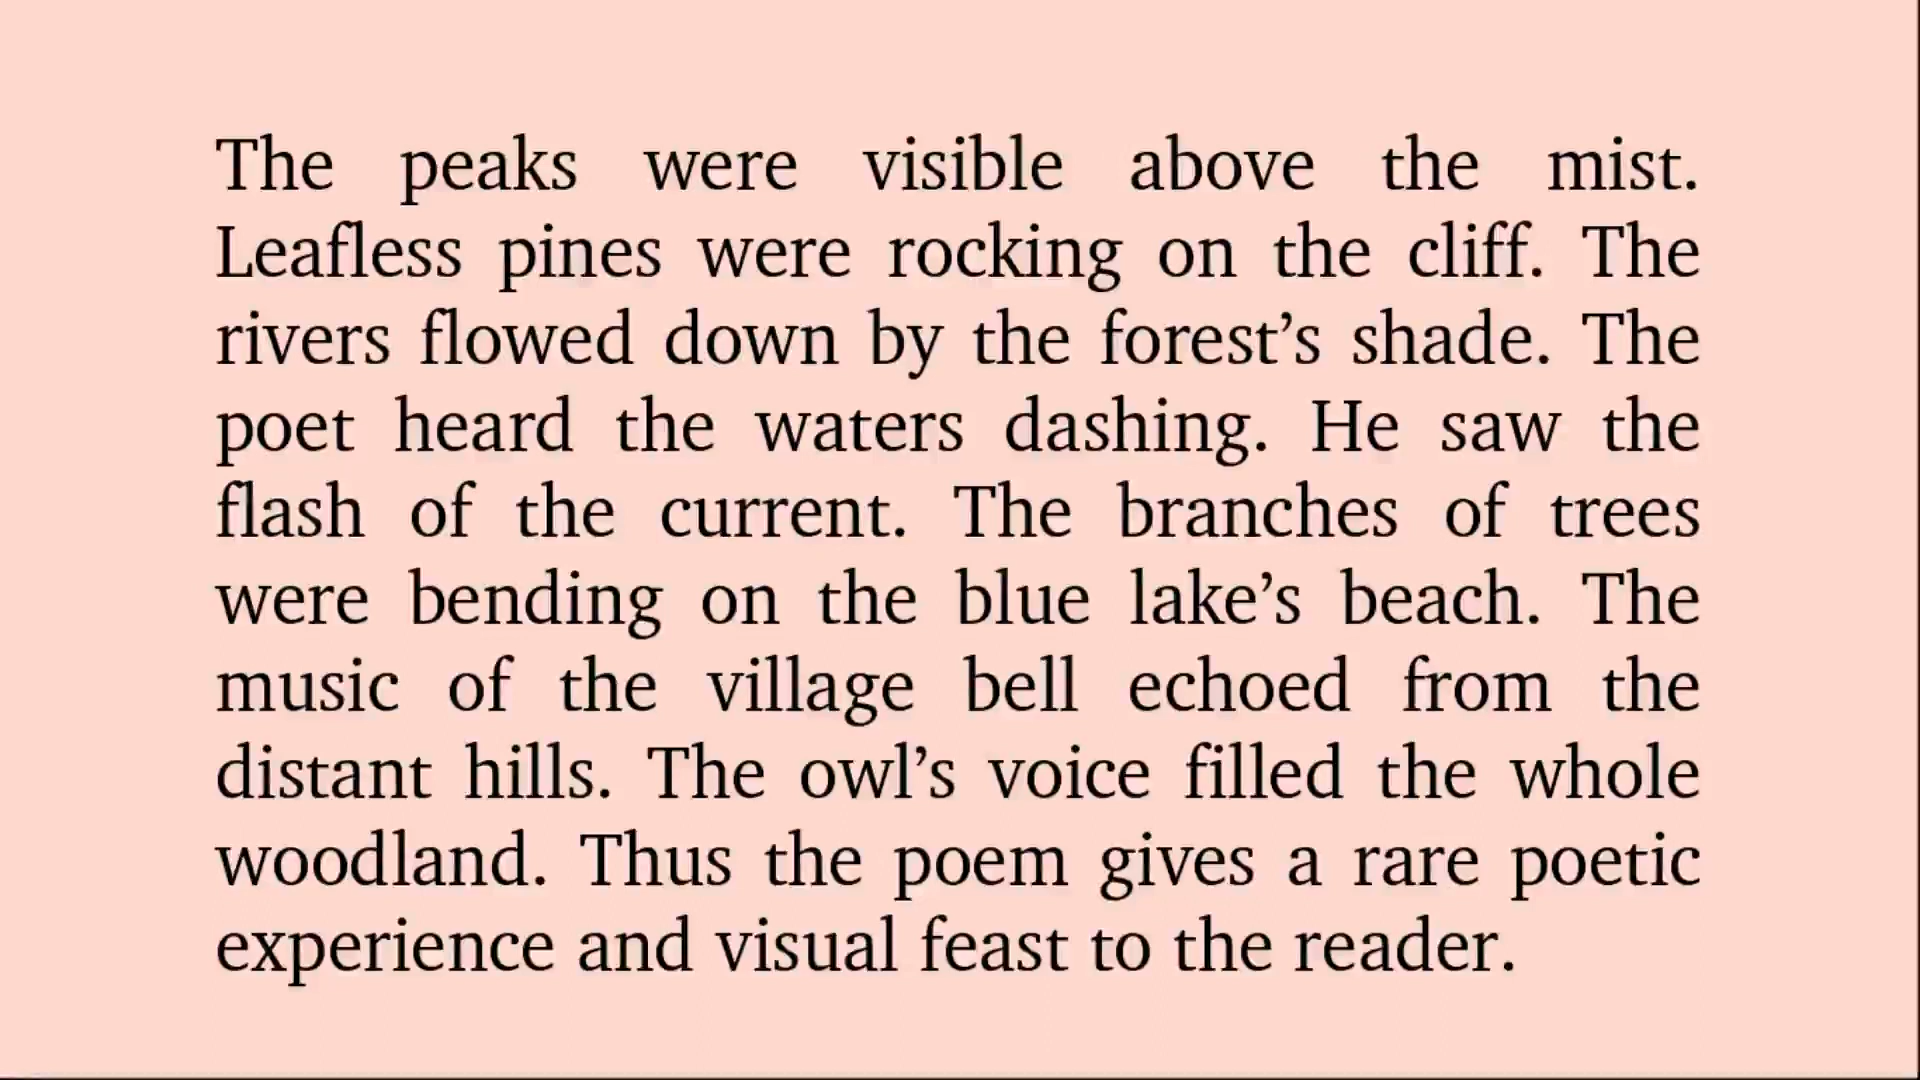 The peaks were visible above the mist.
Leafless pines were rocking on the cliff. The
rivers flowed down by the forest’s shade. The
poet heard the waters dashing. He saw the
flash of the current. The branches of trees
were bending on the blue lake’s beach. The
music of the village bell echoed from the
distant hills. The owl’s voice filled the whole
woodland. Thus the poem gives a rare poetic
experience and visual feast to the reader.